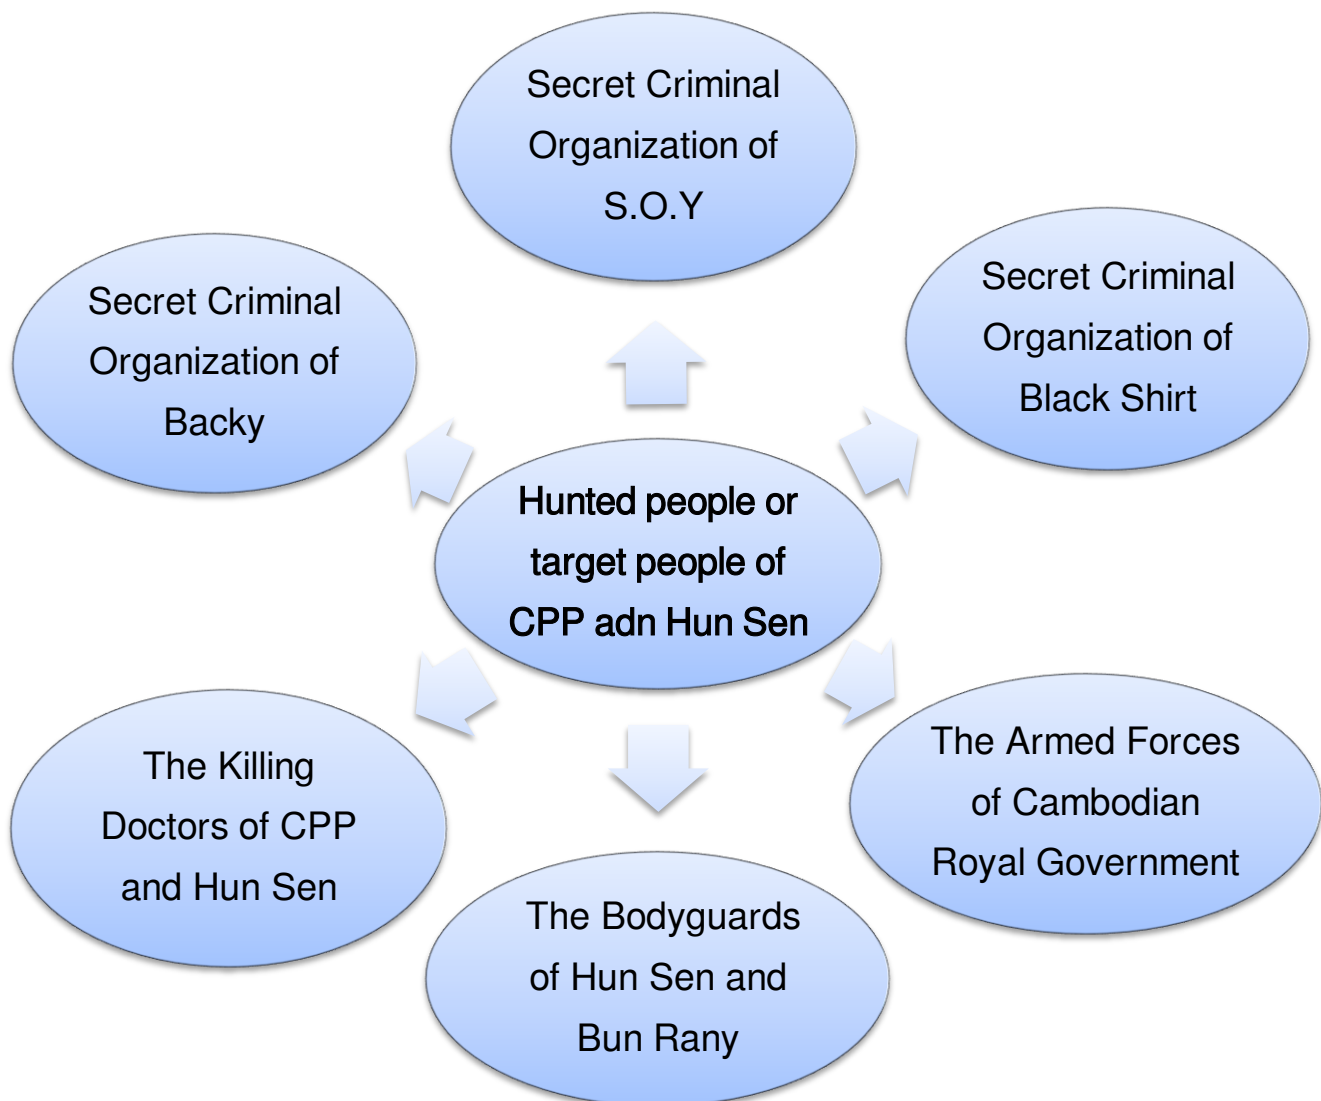 Secret Criminal
Organization of
S.O.Y
Secret Criminal
Organization of
Backy
Secret Criminal
Organization of
Black Shirt
Hunted people or
target people of
CPP adn Hun Sen
The Killing
Doctors of CPP
and Hun Sen
The Armed Forces
of Cambodian
Royal Government
The Bodyguards
of Hun Sen and
Bun Rany